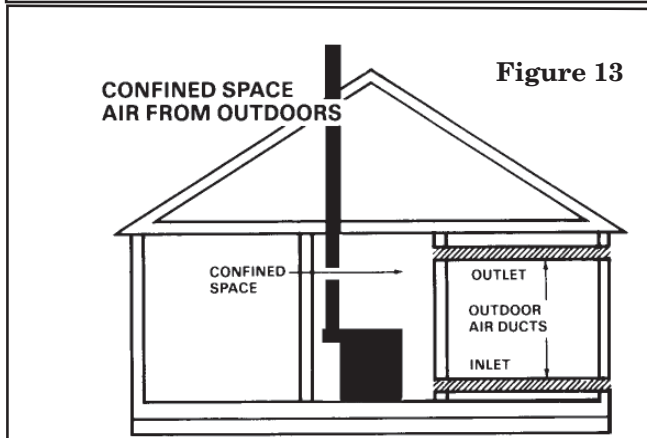 Figure 13
CONFINED SPACE
AIR FROM OUTDOORS
CONFINED
SPACE
OUTLET
OUTDOOR
AIR DUCTS
INLET